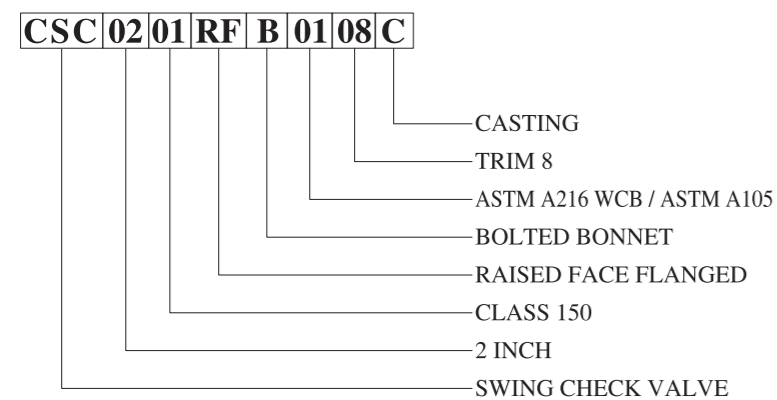 CSC 02 01 RF B 01 08 C
CASTING
TRIM 8
ASTM A216 WCB / ASTM A105
BOLTED BONNET
RAISED FACE FLANGED
CLASS 150
2 INCH
SWING CHECK VALVE